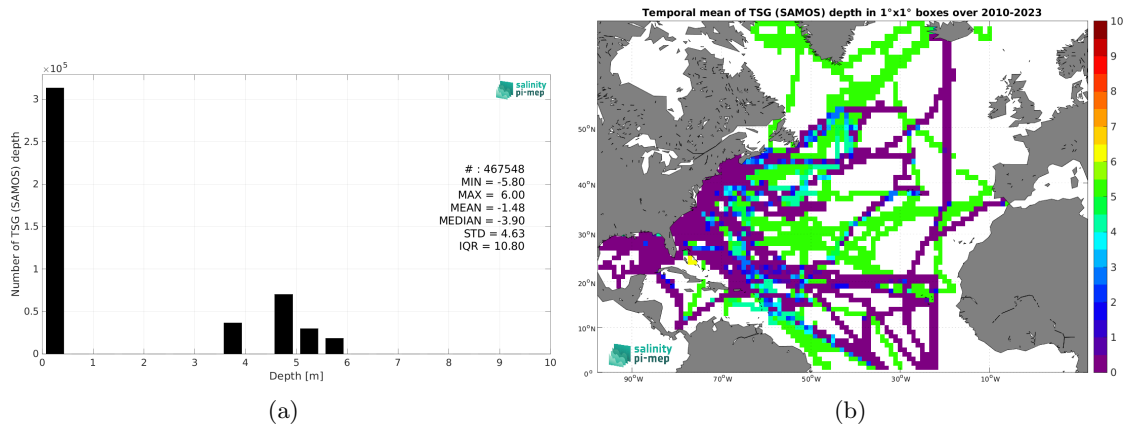 ×10⁵
3
2.5
2
1.5
1
0.5
0
Number of TSG (SAMOS) depth
salinity
pi-mep
# : 467548
MIN = -5.80
MAX = 6.00
MEAN = -1.48
MEDIAN = -3.90
STD = 4.63
IQR = 10.80
0 1 2 3 4 5 6 7 8 9 10
Depth [m]
(a)
Temporal mean of TSG (SAMOS) depth in 1°x1° boxes over 2010-2023
50°N
40°N
30°N
20°N
10°N
0°
90°W 70°W 50°W 30°W 10°W
salinity
pi-mep
10
9
8
7
6
5
4
3
2
1
0
(b)